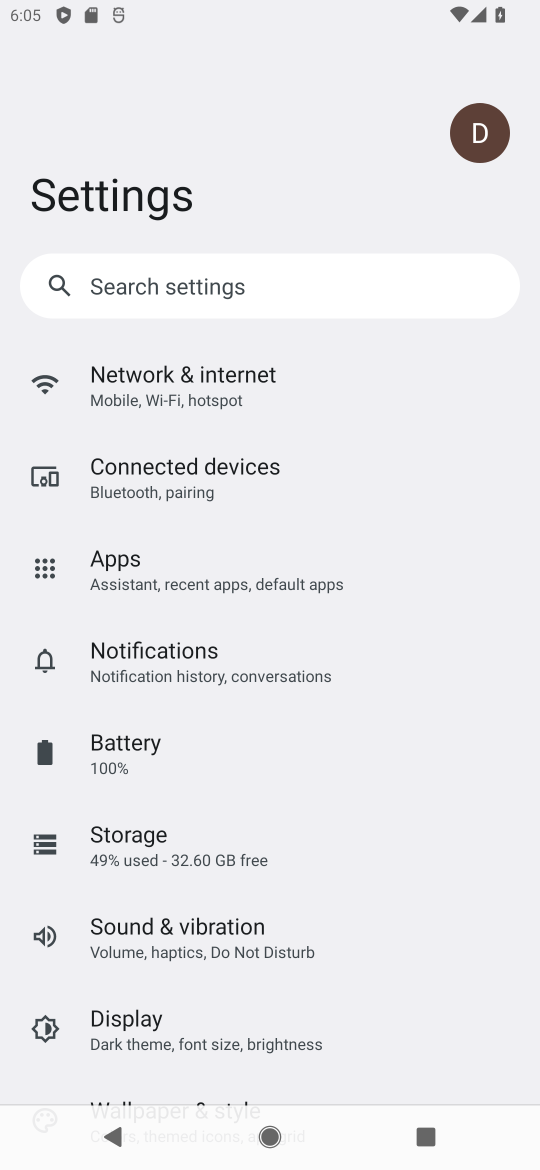 6:05
D
Settings
Search settings
Network & internet
Mobile, Wi-Fi, hotspot
Connected devices
Bluetooth, pairing
Apps
Assistant, recent apps, default apps
Notifications
Notification history, conversations
Battery
100%
Storage
49% used - 32.60 GB free
Sound & vibration
Volume, haptics, Do Not Disturb
Display
Dark theme, font size, brightness
Wallpaper & style
themed icons,